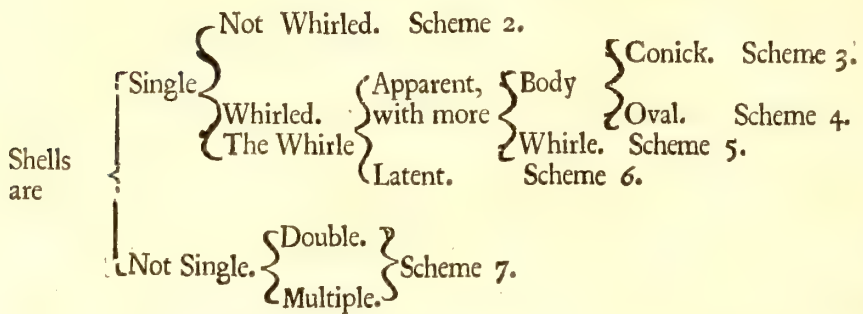 Not Whirled. Scheme 2.
Conick. Scheme 3.
Single
Apparent,
Body
Whirled.
with more
Oval. Scheme 4.
The Whirle
Whirle. Scheme 5.
Shells
are
Latent.
Scheme 6.
Double.
Not Single.
Scheme 7.
Multiple.